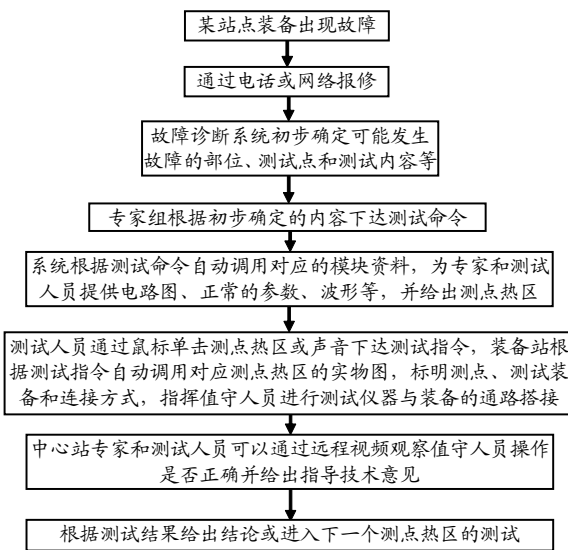 某站点装备出现故障
通过电话或网络报修
故障诊断系统初步确定可能发生
故障的部位、测试点和测试内容等
专家组根据初步确定的内容下达测试命令
系统根据测试命令自动调用对应的模块资料，为专家和测试
人员提供电路图、正常的参数、波形等，并给出测点热区
测试人员通过鼠标单击测点热区或声音下达测试指令，装备站根
据测试指令自动调用对应测点热区的实物图，标明测点、测试装
备和连接方式，指挥值守人员进行测试仪器与装备的通路搭接
中心站专家和测试人员可以通过远程视频观察值守人员操作
是否正确并给出指导技术意见
根据测试结果给出结论或进入下一个测点热区的测试